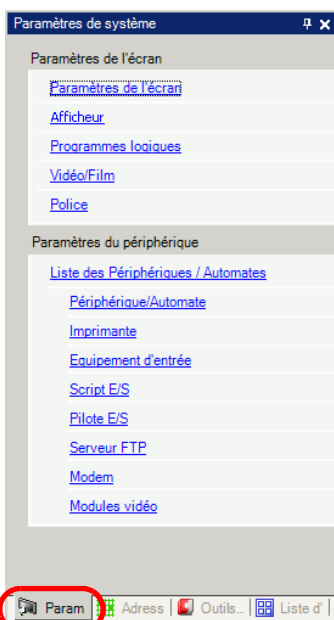 Paramètres de système
Paramètres de l'écran
Paramètres de l'écran
Afficheur
Programmes logiques
Vidéo/Film
Police
Paramètres du périphérique
Liste des Périphériques / Automates
Périphérique/Automate
Imprimante
Equipement d'entrée
Script E/S
Pilote E/S
Serveur FTP
Modem
Modules vidéo
Param Adress Outils... Liste d'